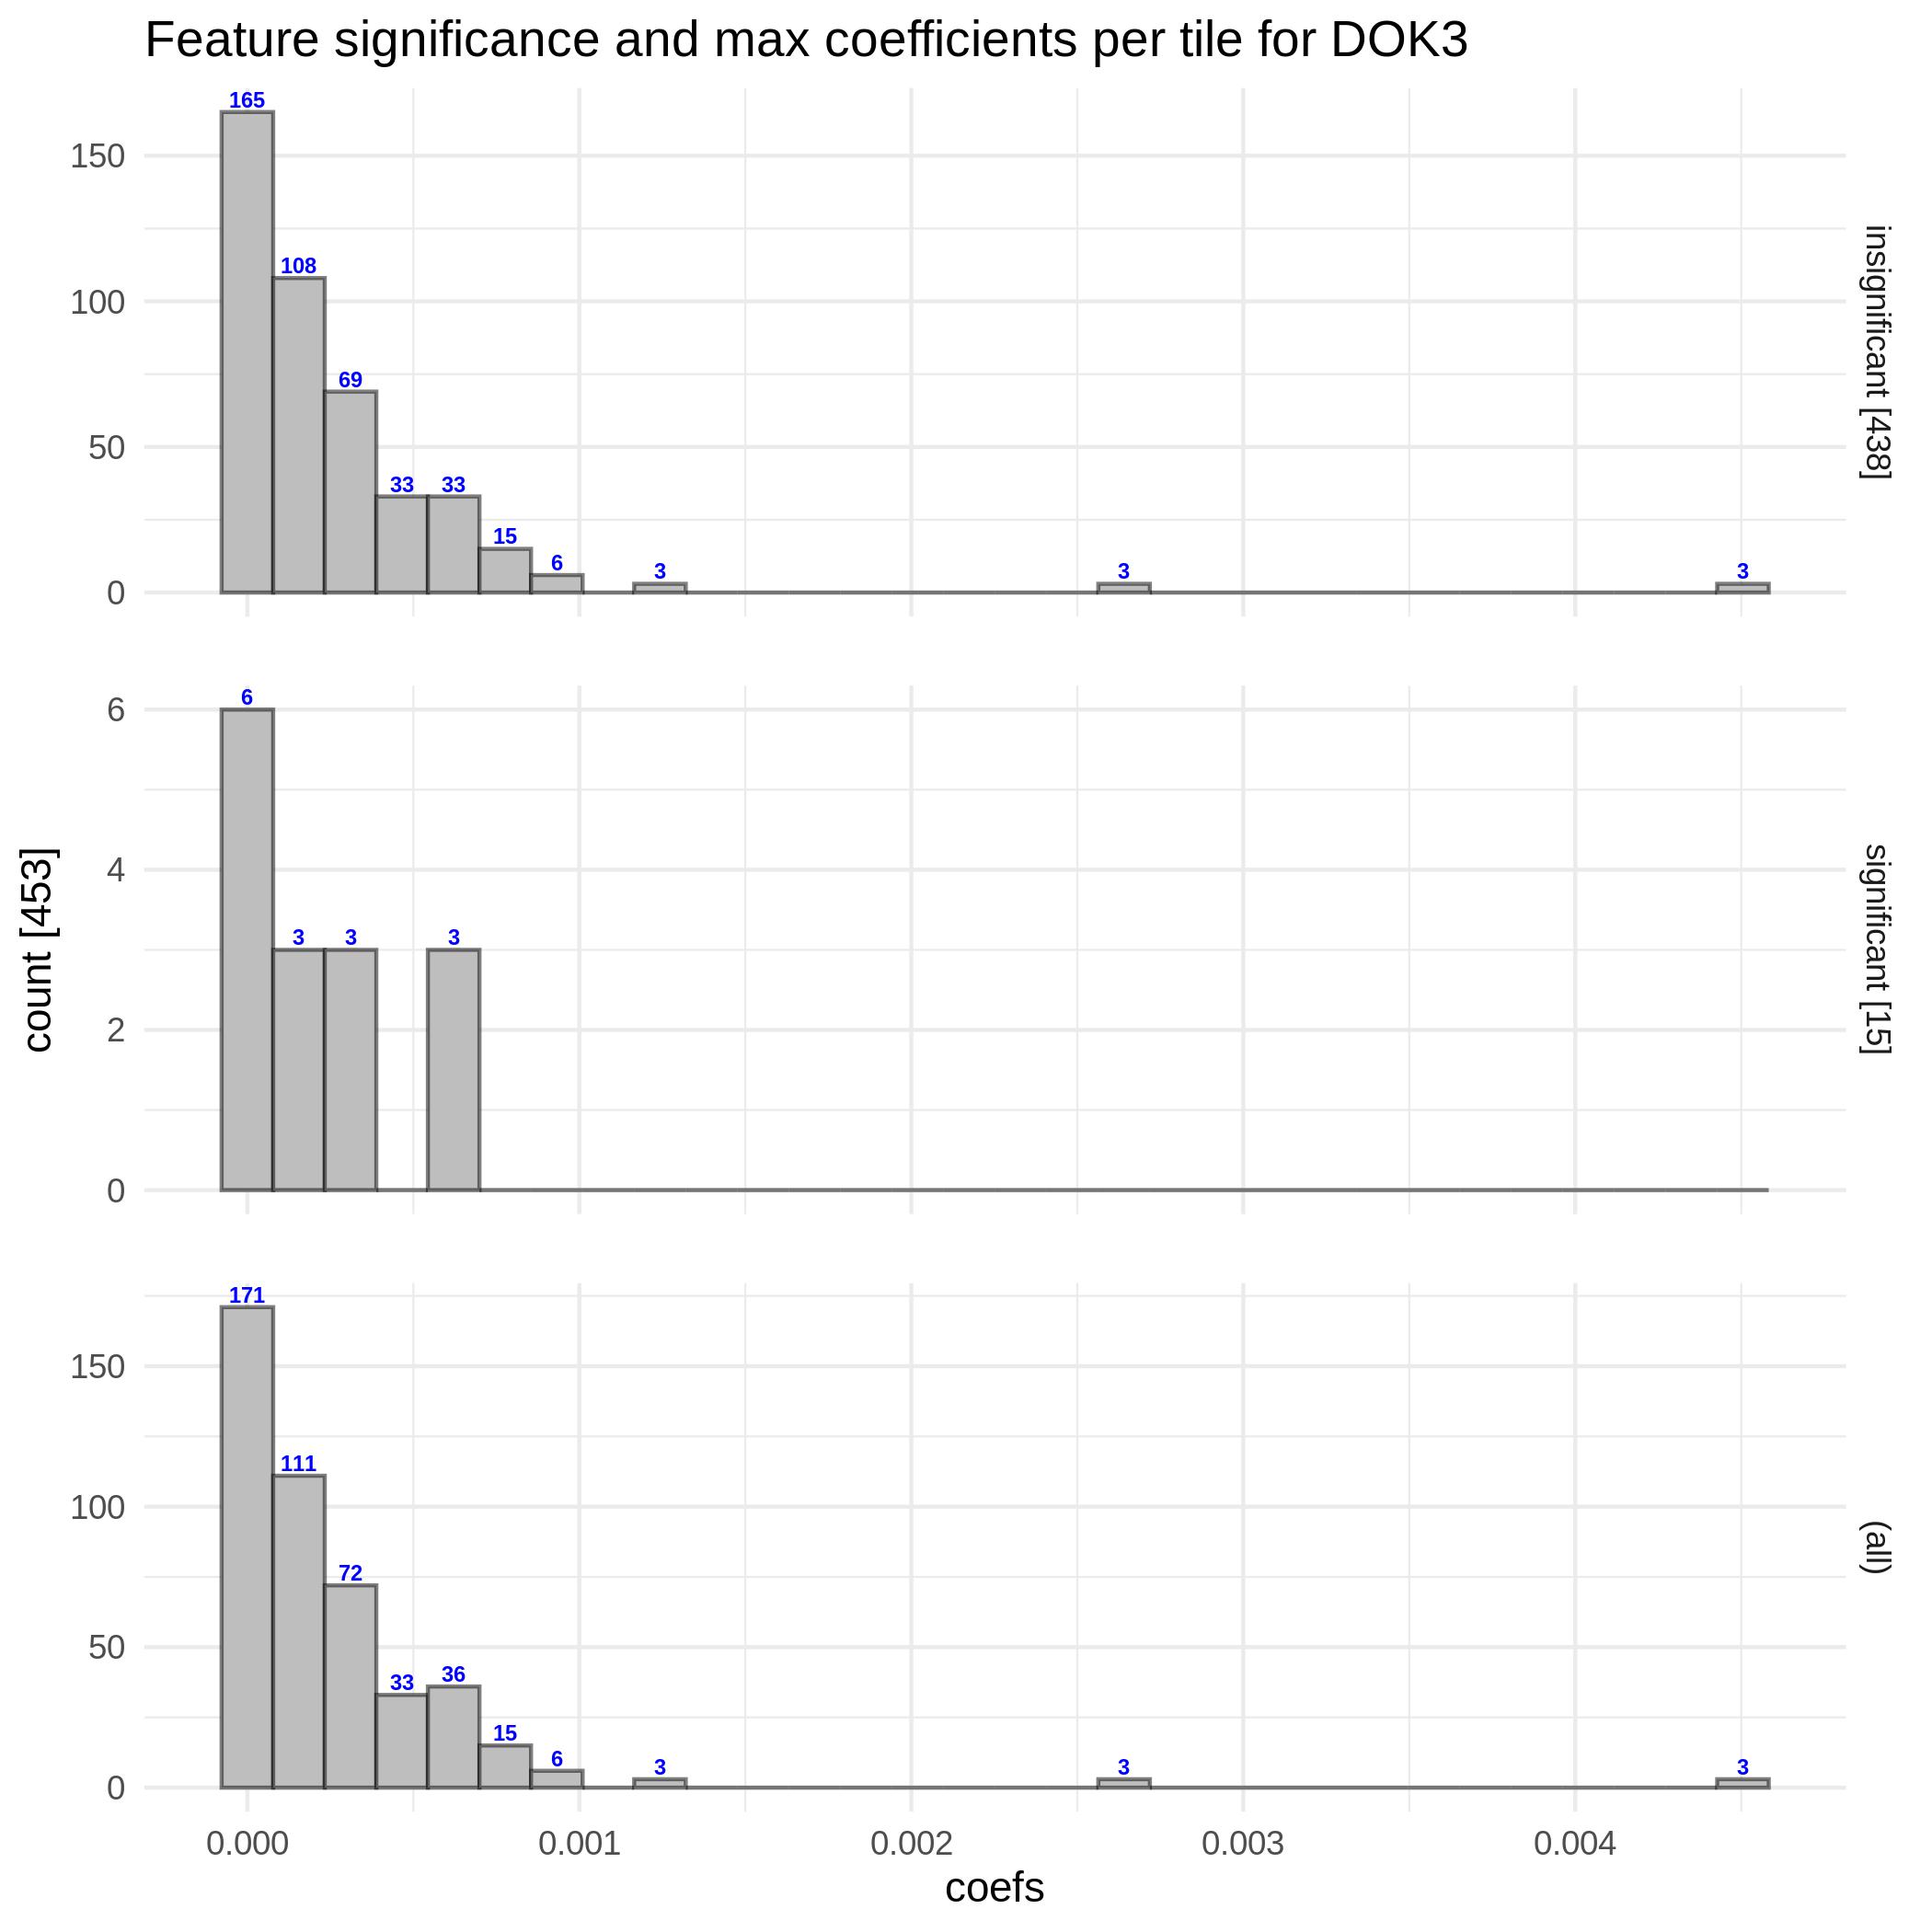 Feature significance and max coefficients per tile for DOK3
165
150
108
100
69
50
33 33
15
6
3 3 3
0
insignificant [438]
6
6
4
3 3 3
2
0
significant [15]
count [453]
171
150
111
100
72
50
33 36
15
6
3 3 3
0
(all)
0.000 0.001 0.002 0.003 0.004
coefs